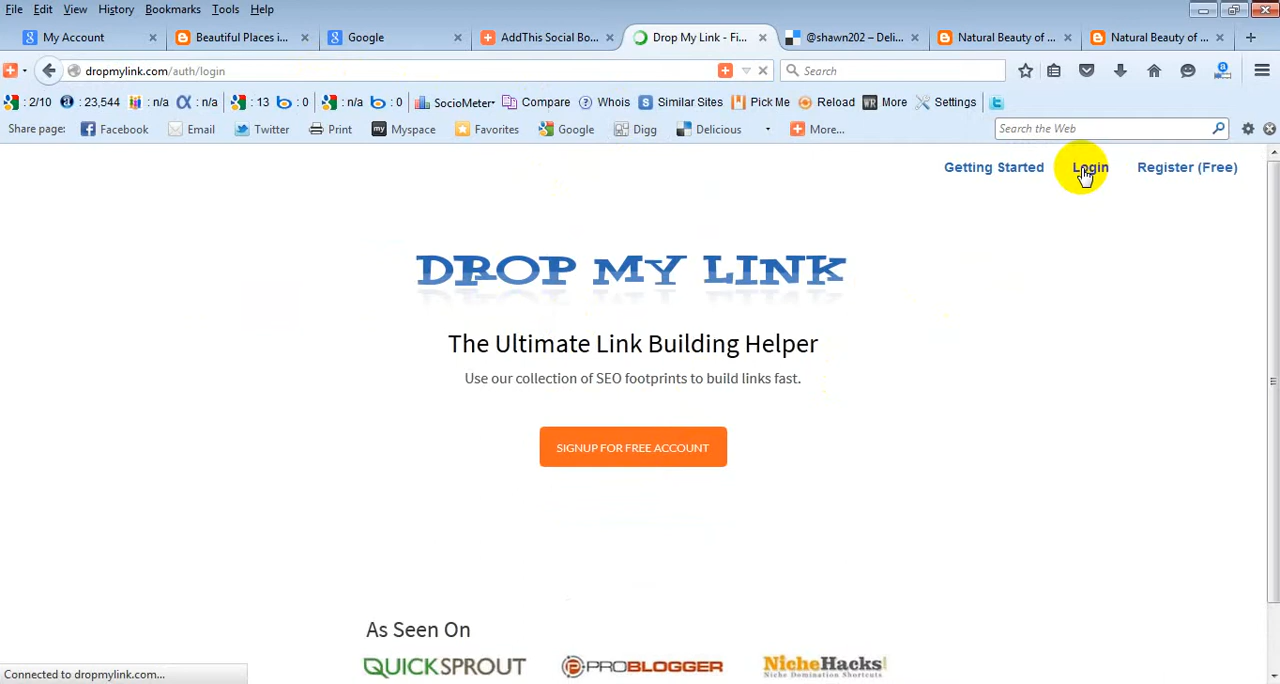 File Edit View History Bookmarks Tools Help
My Account Beautiful Places i... Google AddThis Social Bo... Drop My Link - Fi... @shawn202 – Deli... Natural Beauty of ... Natural Beauty of ...
dropmylink.com/auth/login Search
: 2/10 : 23,544 : n/a : n/a : 13 : 0 : n/a : 0 SocioMeter Compare Whois Similar Sites Pick Me Reload More Settings
Share page: Facebook Email Twitter Print Myspace Favorites Google Digg Delicious More... Search the Web
Getting Started Login Register (Free)
DROP MY LINK
The Ultimate Link Building Helper
Use our collection of SEO footprints to build links fast.
SIGNUP FOR FREE ACCOUNT
As Seen On
QUICKSPROUT PROBLOGGER NicheHacks!
Niche Domination Shortcuts
Connected to dropmylink.com...